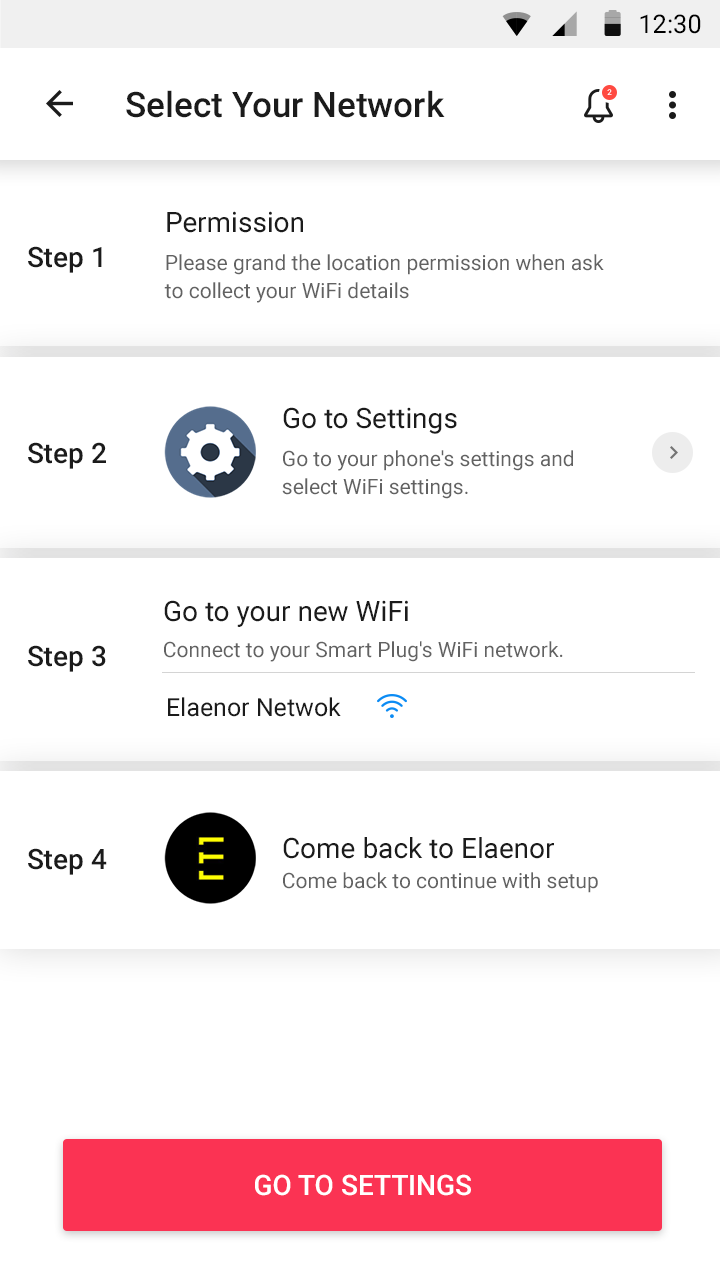 12:30
Select Your Network
2
Step 1
Permission
Please grand the location permission when ask
to collect your WiFi details
Step 2
Go to Settings
Go to your phone's settings and
select WiFi settings.
Step 3
Go to your new WiFi
Connect to your Smart Plug's WiFi network.
Elaenor Netwok
Step 4
E
Come back to Elaenor
Come back to continue with setup
GO TO SETTINGS